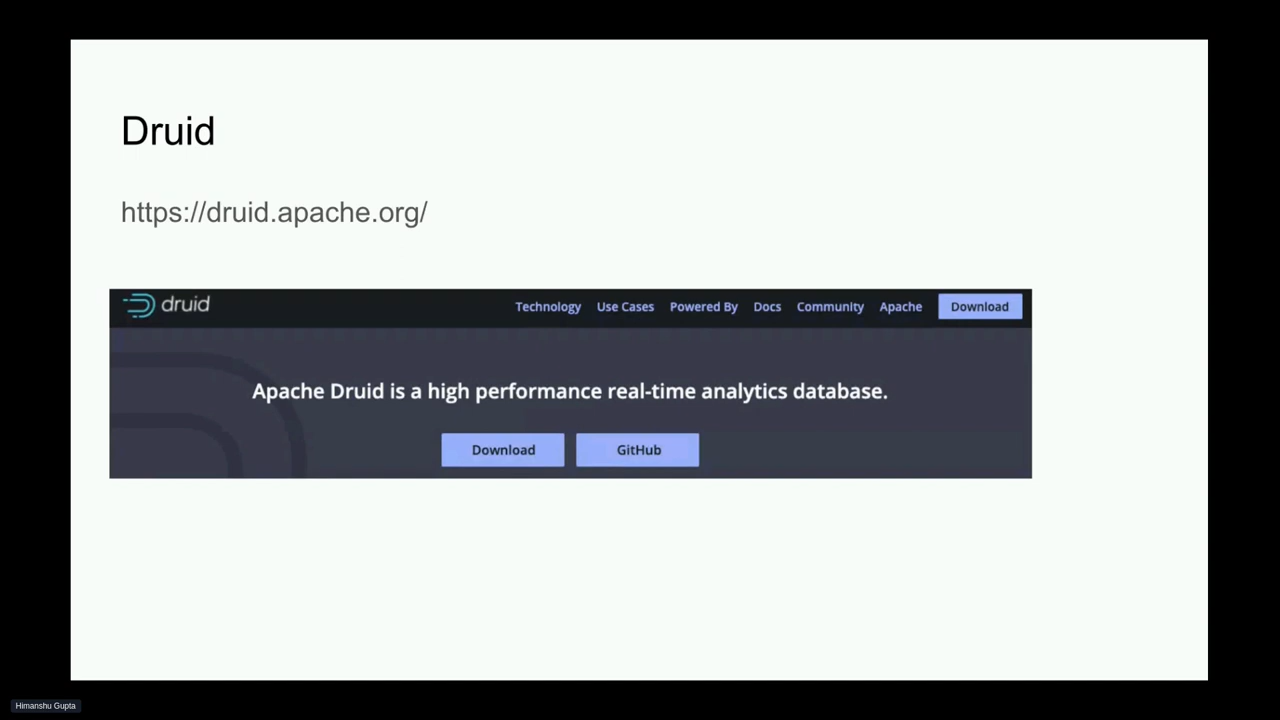 Druid
https://druid.apache.org/
druid Technology Use Cases Powered By Docs Community Apache Download
Apache Druid is a high performance real-time analytics database.
Download GitHub
Himanshu Gupta